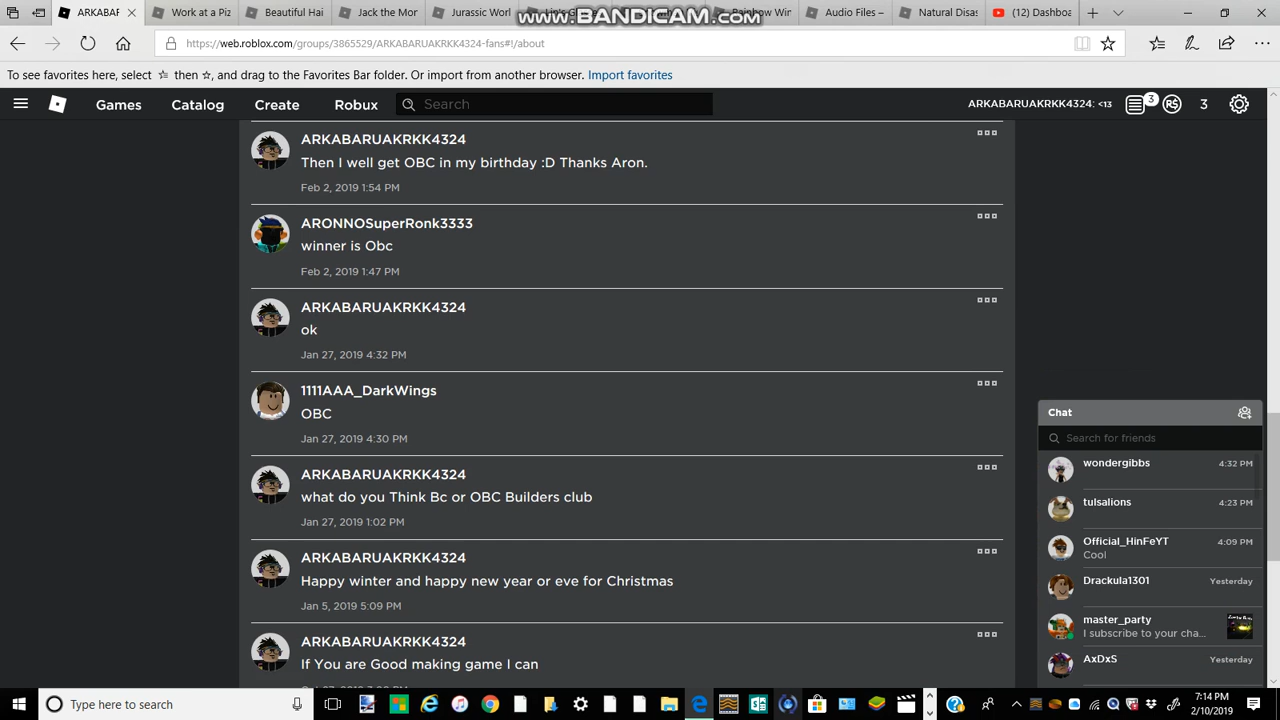 ARKABAR
Work at a Piz
Beautiful Hai
Jack the Mor
Jurassic Worl
www.BANDICAM.com
Rainbow Win
Audio Files –
Natural Disas
(12) Dashboa
https://web.roblox.com/groups/3865529/ARKABARUAKRKK4324-fans#!/about
To see favorites here, select ☆ then ☆, and drag to the Favorites Bar folder. Or import from another browser. Import favorites
Games
Catalog
Create
Robux
Search
ARKABARUAKRKK4324: <13
3
R$
3
ARKABARUAKRKK4324
Then I well get OBC in my birthday :D Thanks Aron.
Feb 2, 2019 1:54 PM
ARONNOSuperRonk3333
winner is Obc
Feb 2, 2019 1:47 PM
ARKABARUAKRKK4324
ok
Jan 27, 2019 4:32 PM
1111AAA_DarkWings
OBC
Jan 27, 2019 4:30 PM
ARKABARUAKRKK4324
what do you Think Bc or OBC Builders club
Jan 27, 2019 1:02 PM
ARKABARUAKRKK4324
Happy winter and happy new year or eve for Christmas
Jan 5, 2019 5:09 PM
ARKABARUAKRKK4324
If You are Good making game I can
Chat
Search for friends
wondergibbs
4:32 PM
tulsalions
4:23 PM
Official_HinFeYT
4:09 PM
Cool
Drackula1301
Yesterday
master_party
I subscribe to your cha...
AxDxS
Yesterday
Type here to search
7:14 PM
2/10/2019